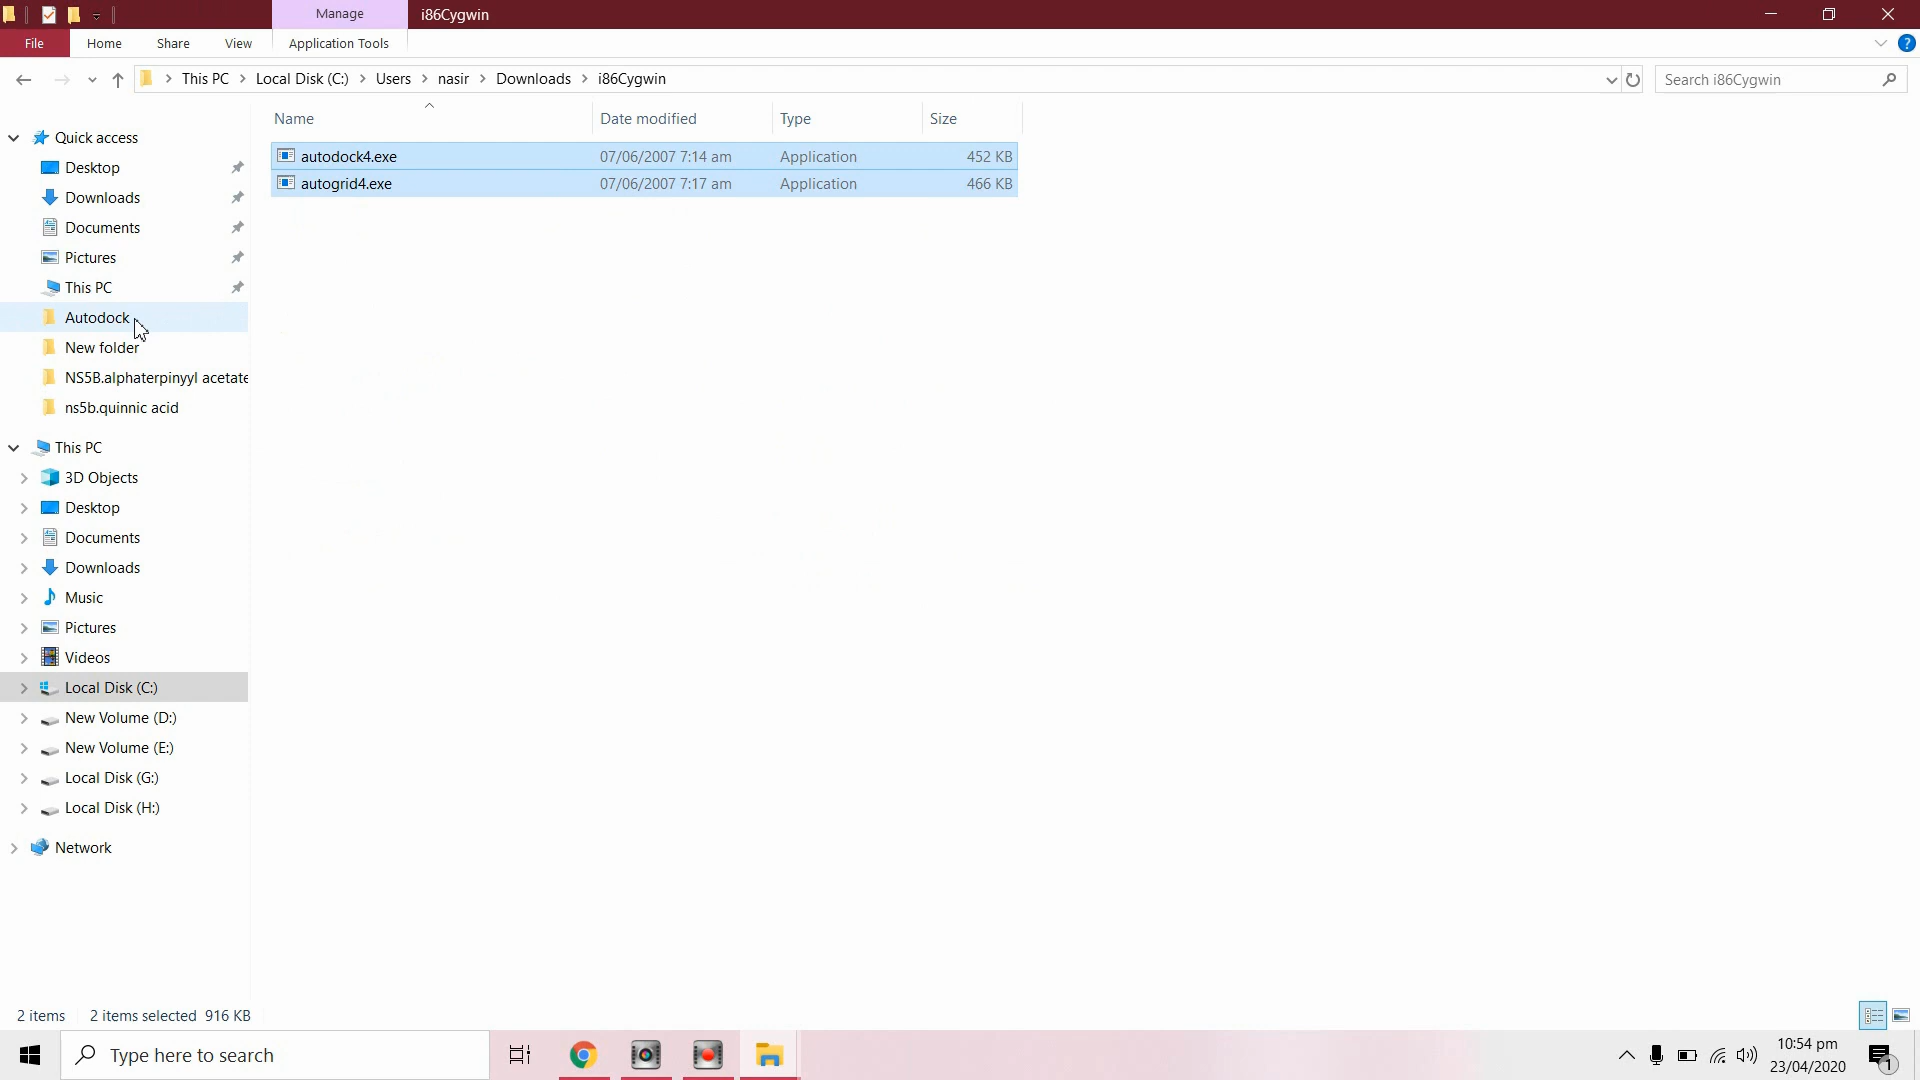 Manage
i86Cygwin
File
Home
Share
View
Application Tools
This PC
Local Disk (C:)
Users
nasir
Downloads
i86Cygwin
Search i86Cygwin
Name
Date modified
Type
Size
autodock4.exe
07/06/2007 7:14 am
Application
452 KB
autogrid4.exe
07/06/2007 7:17 am
Application
466 KB
Quick access
Desktop
Downloads
Documents
Pictures
This PC
Autodock
New folder
NS5B.alphaterpinyyl acetate
ns5b.quinnic acid
This PC
3D Objects
Desktop
Documents
Downloads
Music
Pictures
Videos
Local Disk (C:)
New Volume (D:)
New Volume (E:)
Local Disk (G:)
Local Disk (H:)
Network
2 items
2 items selected 916 KB
Type here to search
10:54 pm
23/04/2020
1